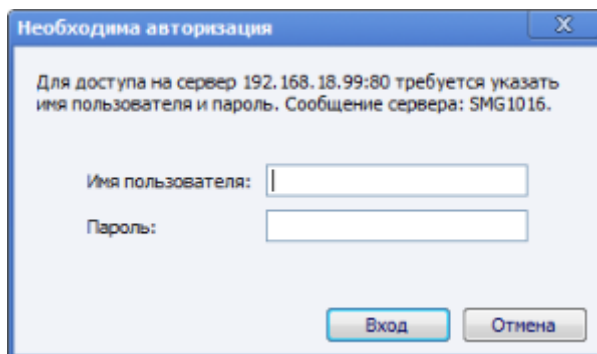 Необходима авторизация
X
Для доступа на сервер 192.168.18.99:80 требуется указать
имя пользователя и пароль. Сообщение сервера: SMG1016.
Имя пользователя:
Пароль:
Вход Отмена